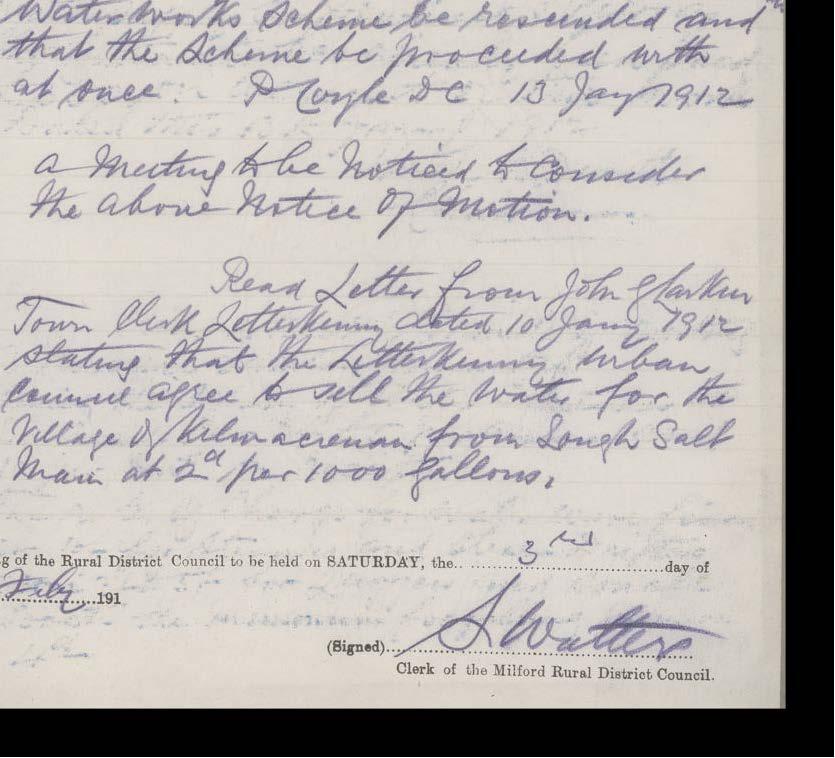 Waterworks Scheme be rescinded and
that the Scheme be proceeded with
at once. P Coyle DC 13 Jany 1912
a Meeting to be Noticed to Consider
the above Notice of Motion.
Read Letter from John
Town Clerk Letterkenny dated 10 Jany 1912
stating that the Letterkenny Urban
Council agree to sell the Water for the
Village of Kilmacrenan from Lough Salt
Main at 2d per 1000 gallons.
g of the Rural District Council to be held on SATURDAY, the 3rd day of
Feby 191
(Signed) S Watters
Clerk of the Milford Rural District Council.